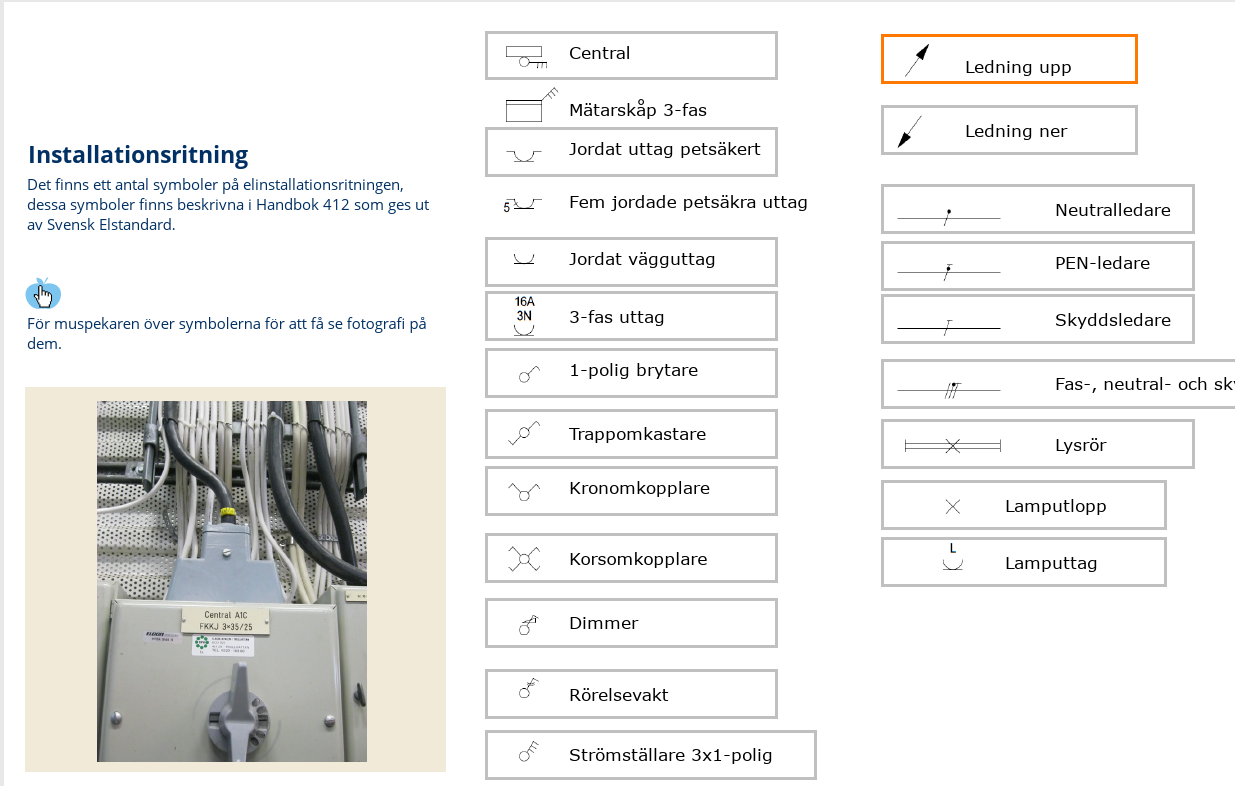 Installationsritning
Det finns ett antal symboler på elinstallationsritningen,
dessa symboler finns beskrivna i Handbok 412 som ges ut
av Svensk Elstandard.
För muspekaren över symbolerna för att få se fotografi på
dem.
Central A1C
FKKJ 3×35/25
Central
Mätarskåp 3-fas
Jordat uttag petsäkert
5
Fem jordade petsäkra uttag
Jordat vägguttag
16A
3N
3-fas uttag
1-polig brytare
Trappomkastare
Kronomkopplare
Korsomkopplare
Dimmer
Rörelsevakt
Strömställare 3x1-polig
Ledning upp
Ledning ner
Neutralledare
PEN-ledare
Skyddsledare
Fas-, neutral- och sk
Lysrör
Lamputlopp
L
Lamputtag